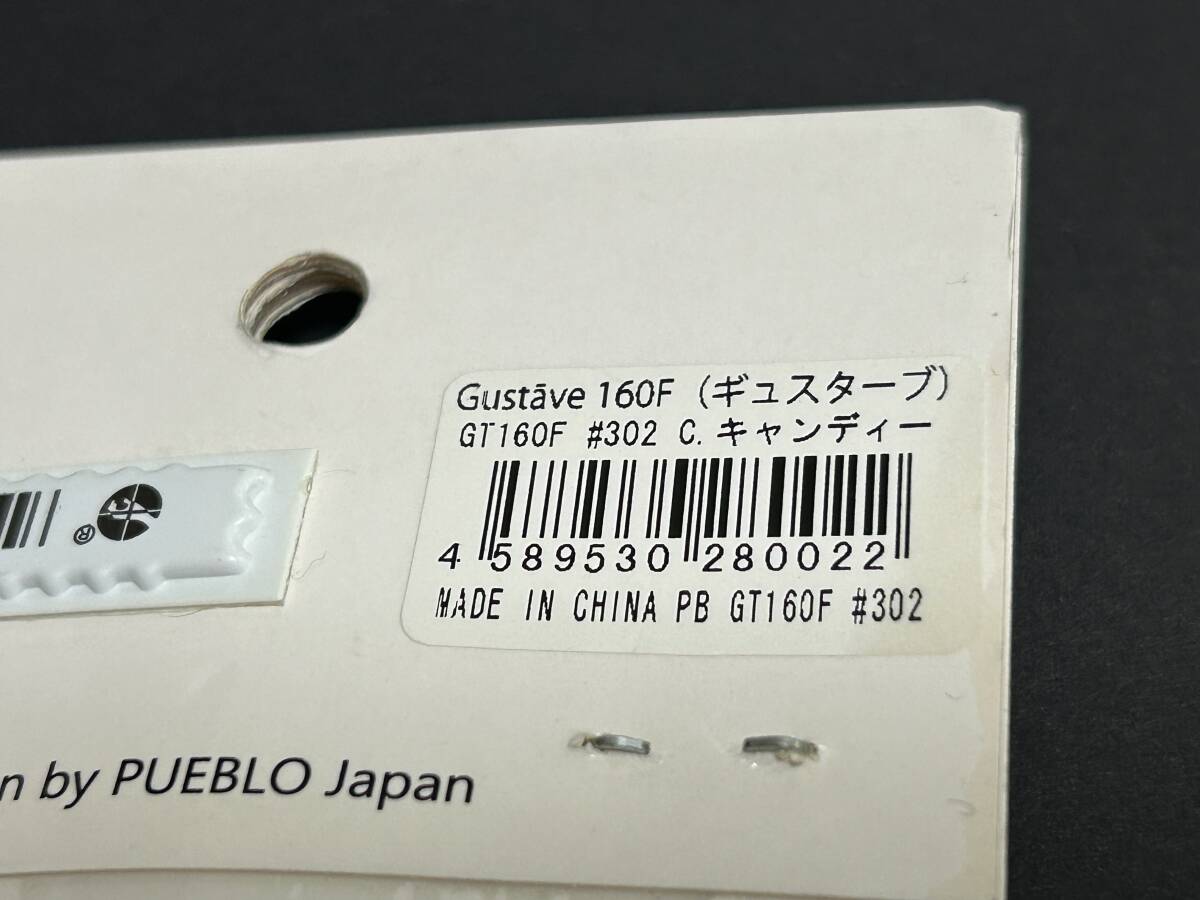 Gustāve 160F（ギュスターブ）
GT160F #302 C.キャンディー
4 589530 280022
MADE IN CHINA PB GT160F #302
®
n by PUEBLO Japan